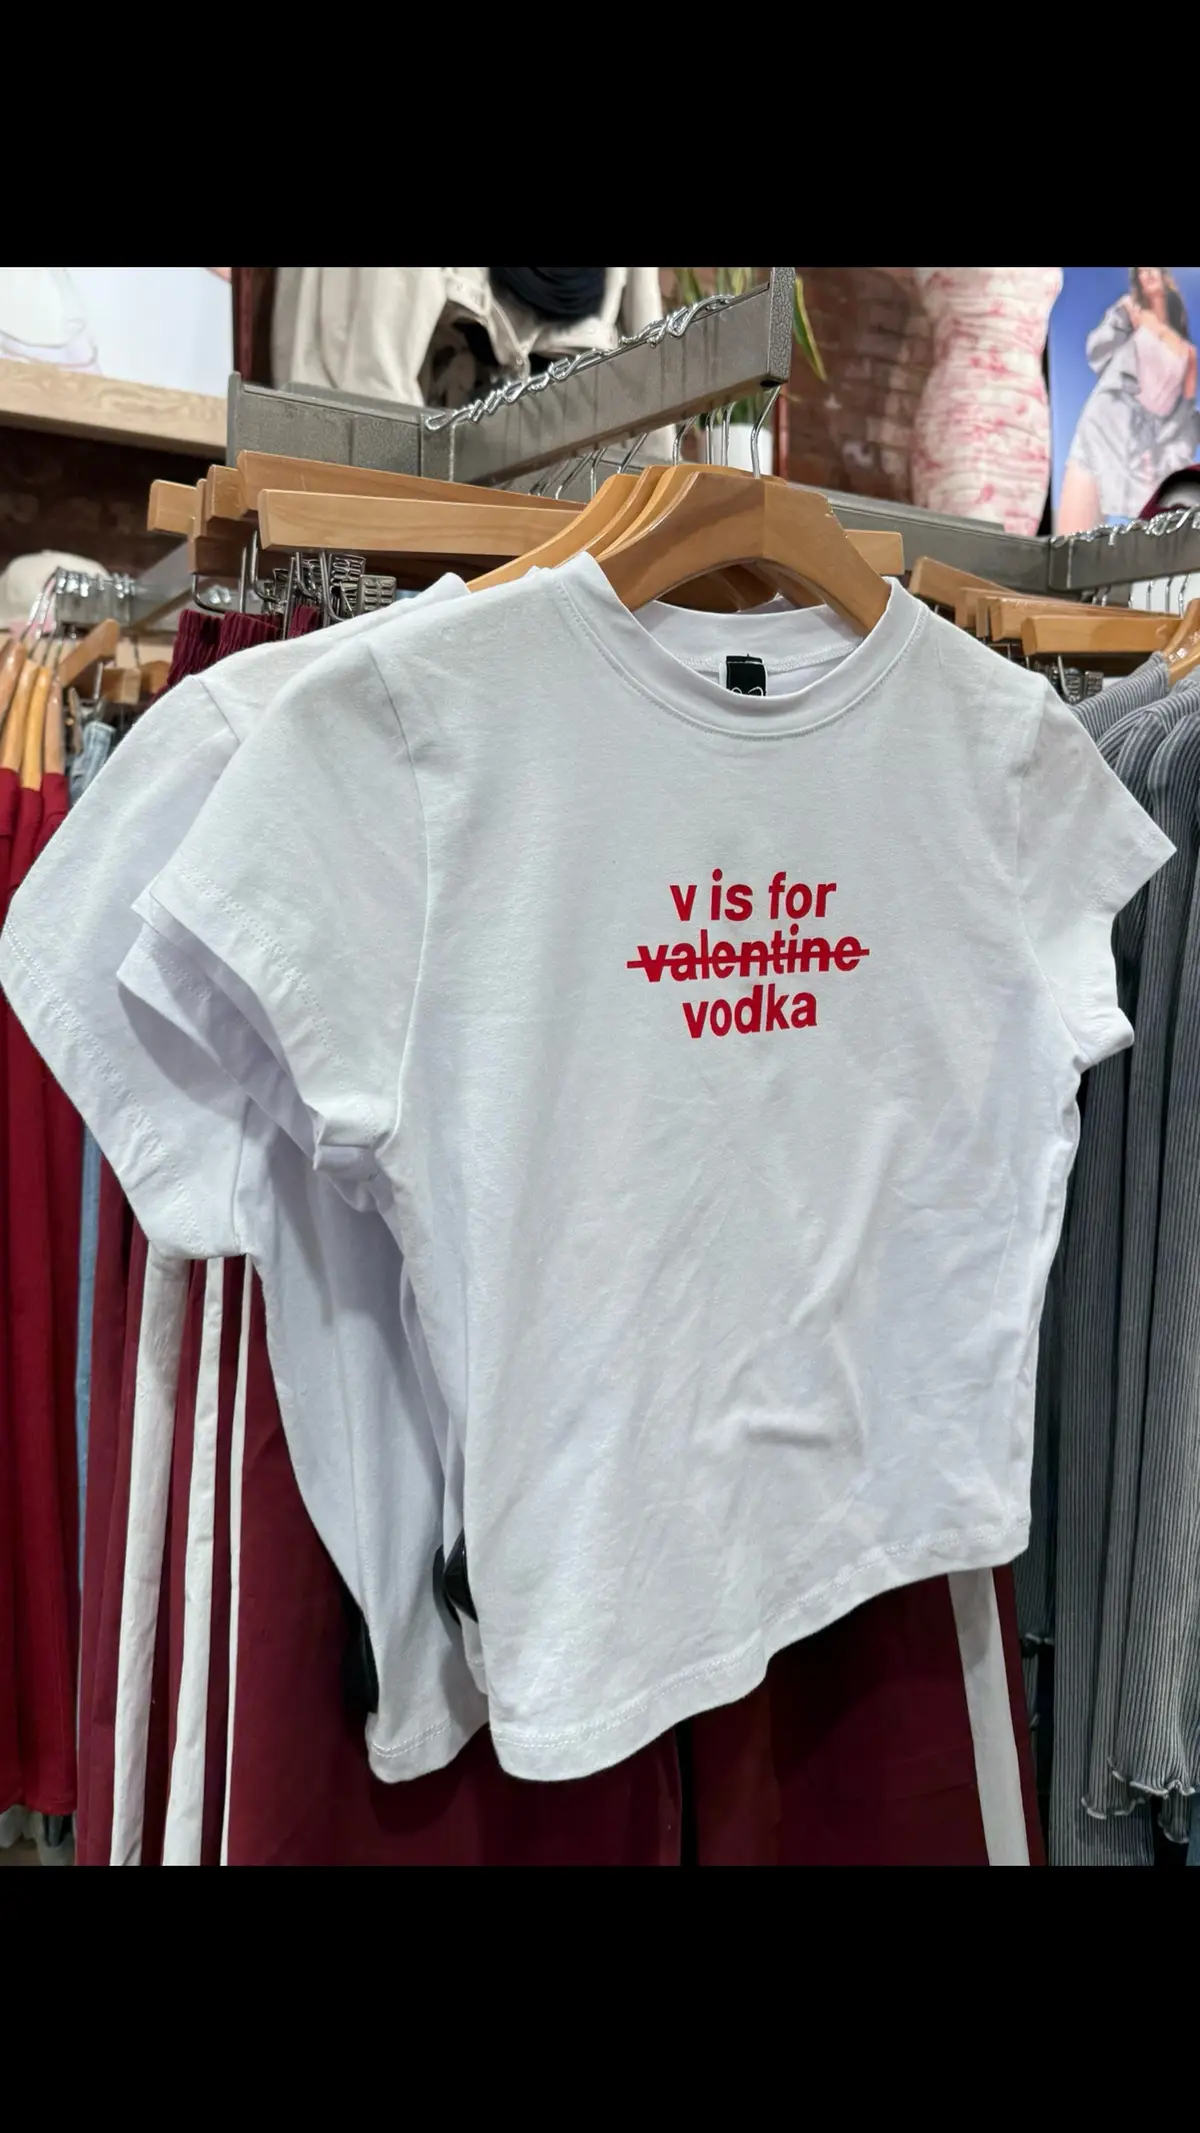 v is for
valentine
vodka